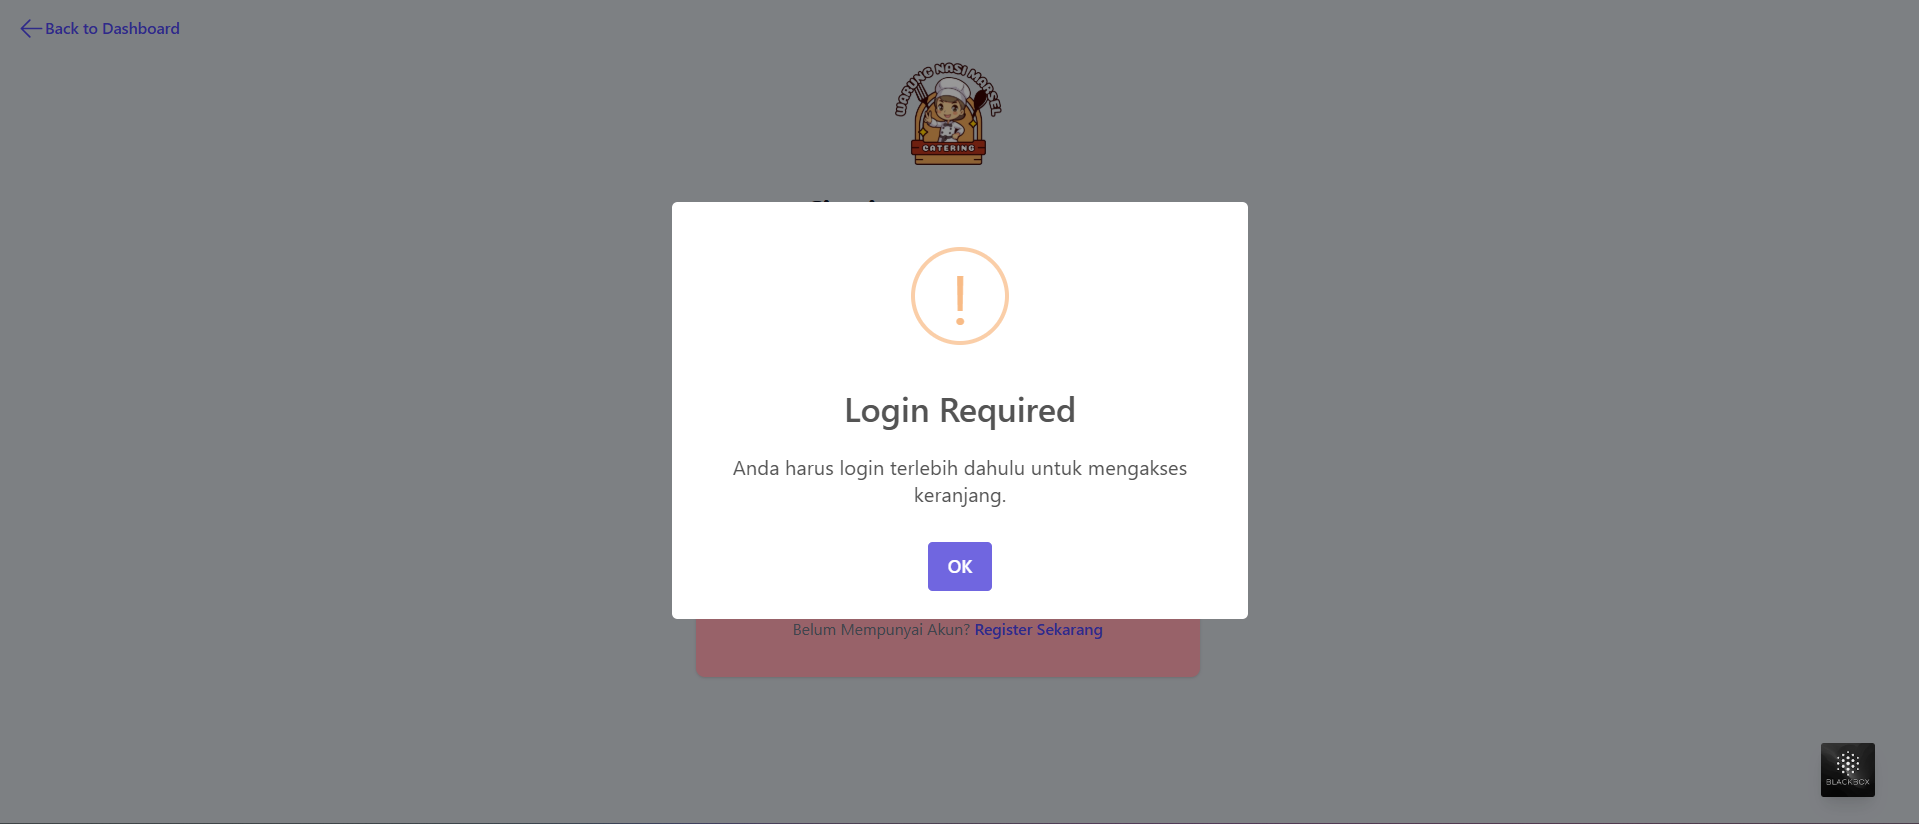 Back to Dashboard
WARUNG NASI MARSEL
CATERING
!
Login Required
Anda harus login terlebih dahulu untuk mengakses
keranjang.
OK
Belum Mempunyai Akun? Register Sekarang
BLACKBOX